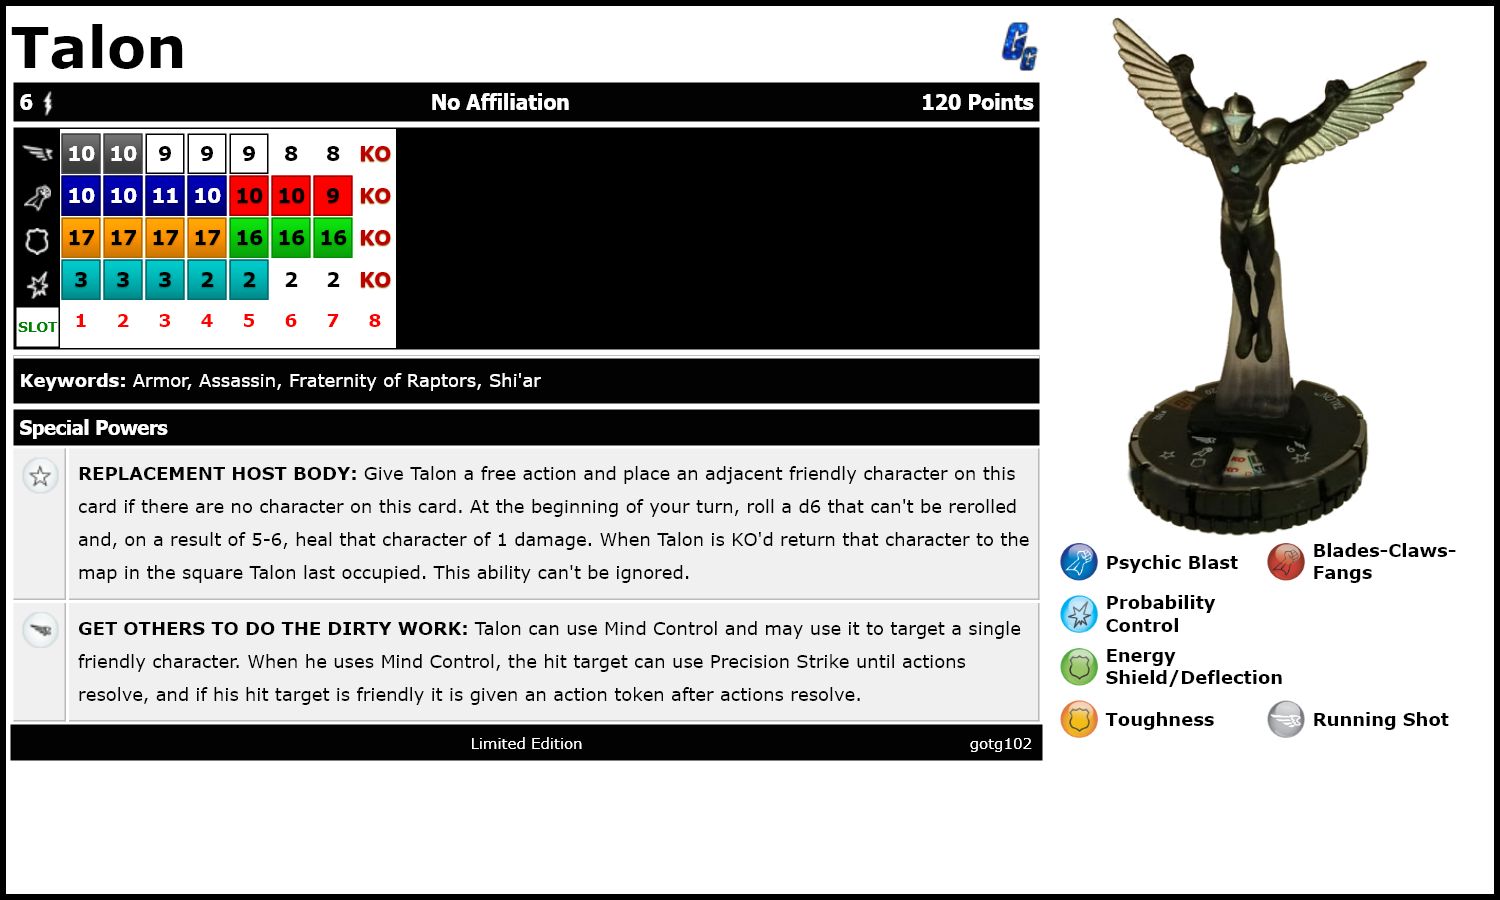 Talon
GG
6 No Affiliation 120 Points
10 10 9 9 9 8 8 KO
10 10 11 10 10 10 9 KO
17 17 17 17 16 16 16 KO
3 3 3 2 2 2 2 KO
SLOT 1 2 3 4 5 6 7 8
Keywords: Armor, Assassin, Fraternity of Raptors, Shi'ar
Special Powers
REPLACEMENT HOST BODY: Give Talon a free action and place an adjacent friendly character on this
card if there are no character on this card. At the beginning of your turn, roll a d6 that can't be rerolled
and, on a result of 5-6, heal that character of 1 damage. When Talon is KO'd return that character to the
map in the square Talon last occupied. This ability can't be ignored.
GET OTHERS TO DO THE DIRTY WORK: Talon can use Mind Control and may use it to target a single
friendly character. When he uses Mind Control, the hit target can use Precision Strike until actions
resolve, and if his hit target is friendly it is given an action token after actions resolve.
Limited Edition gotg102
TALON
6
KO
KO
Psychic Blast
Blades-Claws-
Fangs
Probability
Control
Energy
Shield/Deflection
Toughness
Running Shot